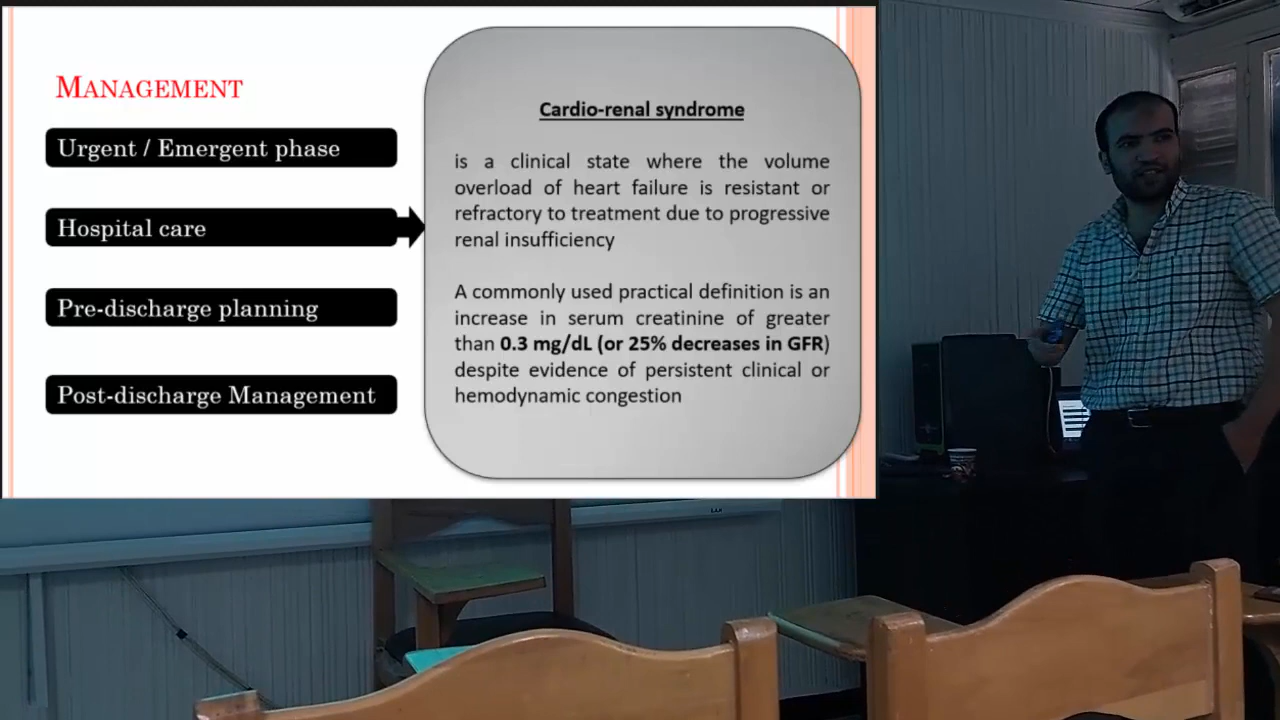 MANAGEMENT
Urgent / Emergent phase
Hospital care
Pre-discharge planning
Post-discharge Management
Cardio-renal syndrome
is a clinical state where the volume
overload of heart failure is resistant or
refractory to treatment due to progressive
renal insufficiency
A commonly used practical definition is an
increase in serum creatinine of greater
than 0.3 mg/dL (or 25% decreases in GFR)
despite evidence of persistent clinical or
hemodynamic congestion